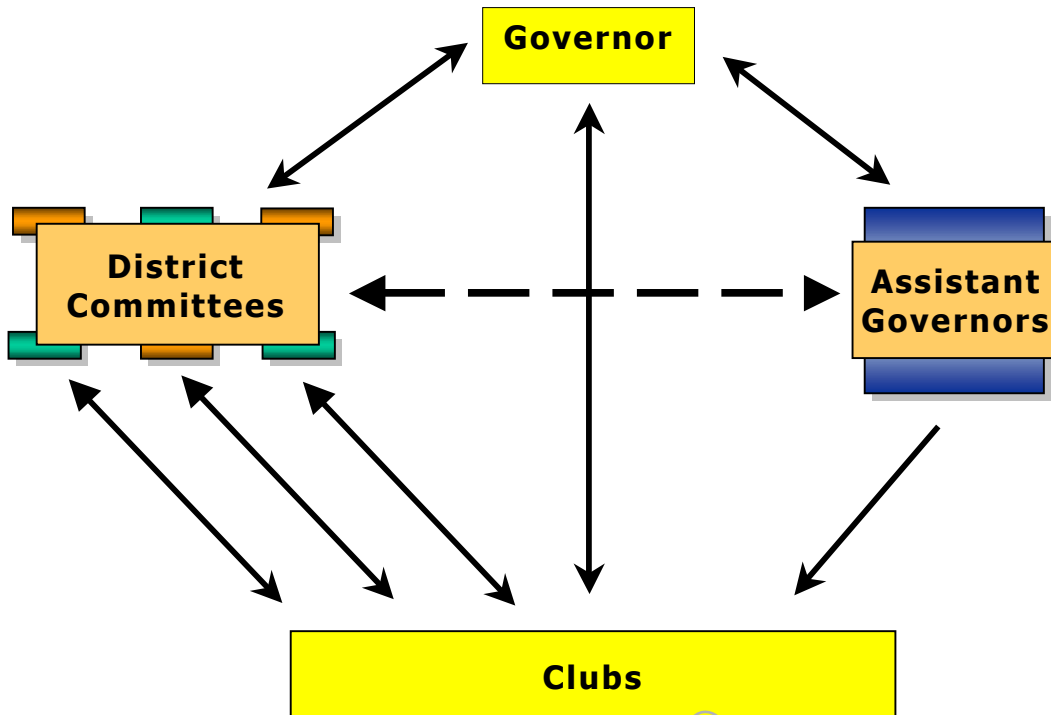 Governor
District
Committees
Assistant
Governors
Clubs